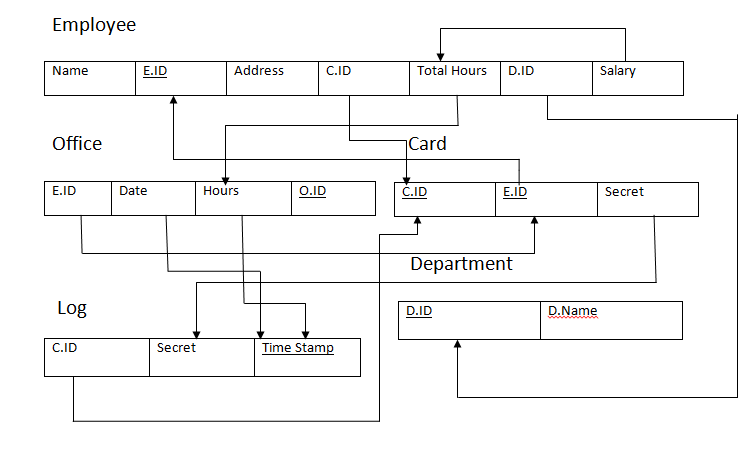 Employee
Name E.ID Address C.ID Total Hours D.ID Salary
Office Card
E.ID Date Hours O.ID C.ID E.ID Secret
Department
Log D.ID D.Name
C.ID Secret Time Stamp